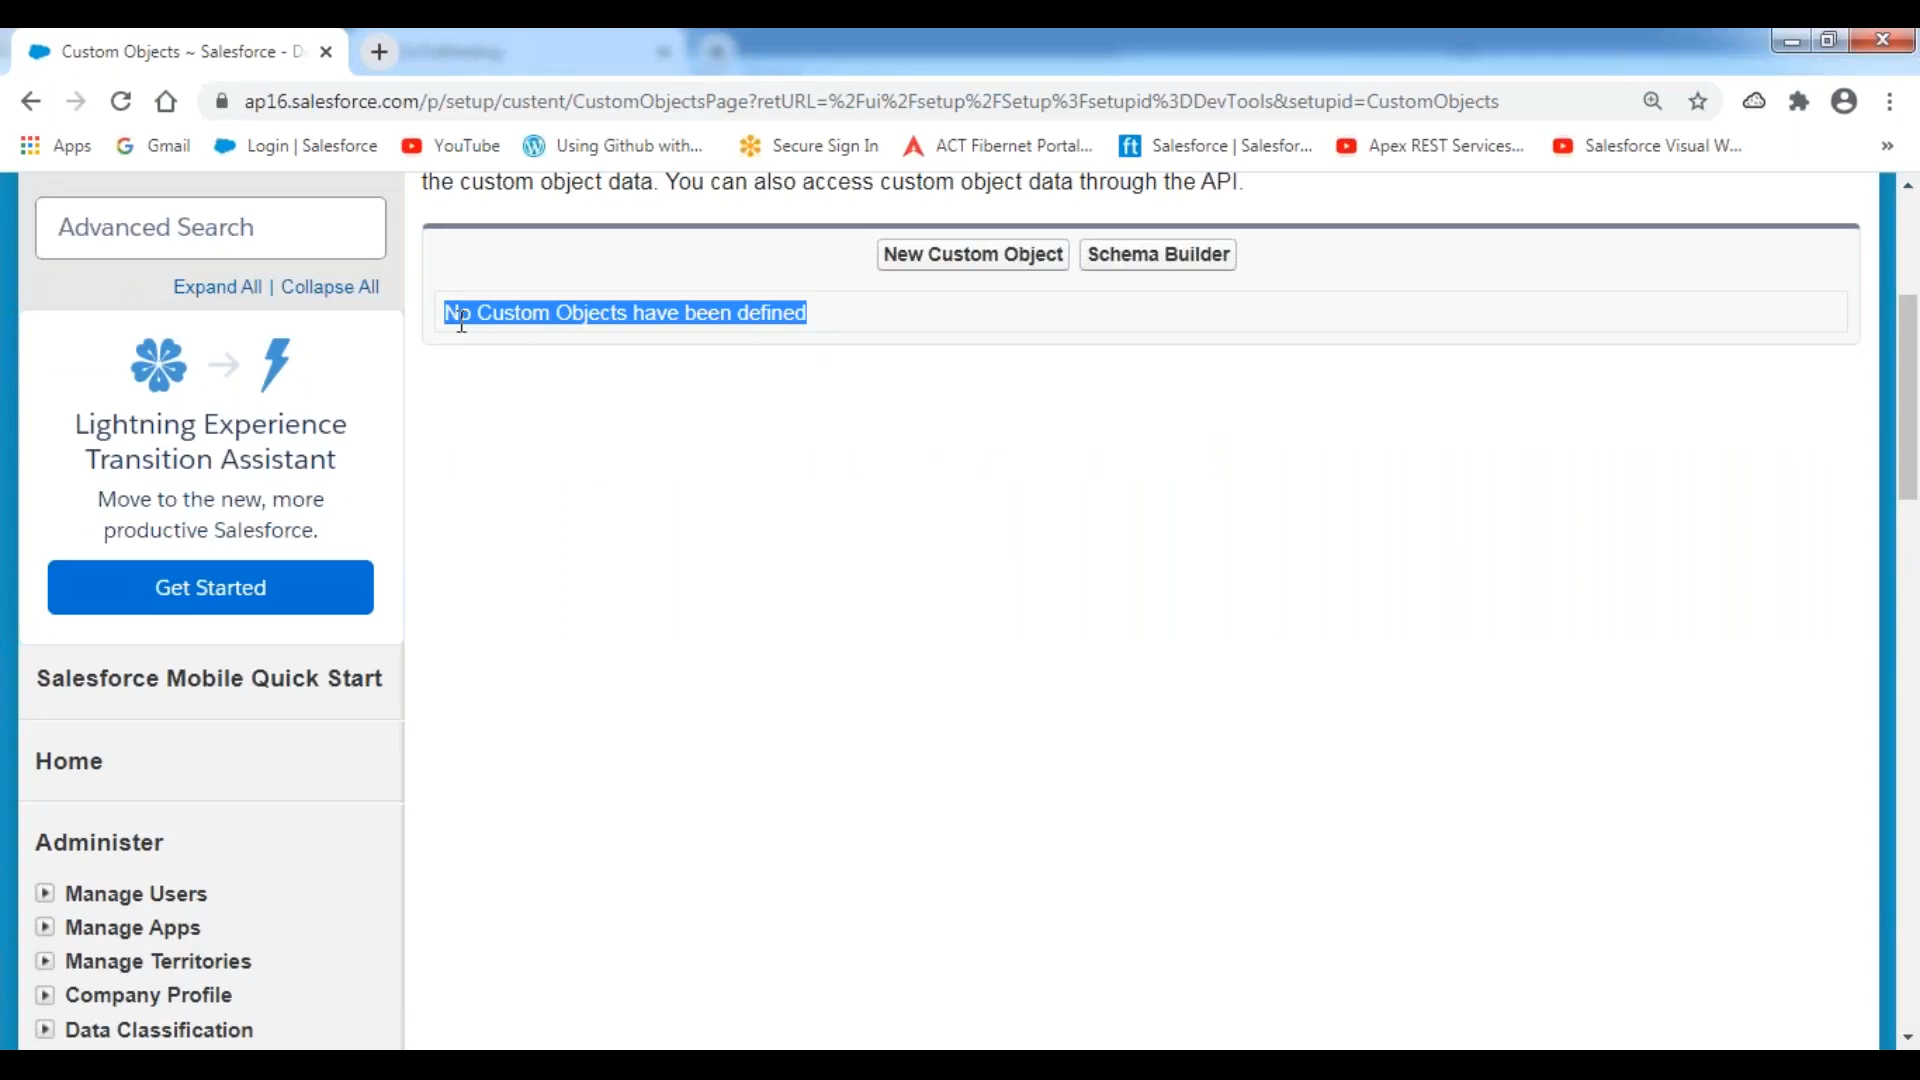 Custom Objects ~ Salesforce - D
ap16.salesforce.com/p/setup/custent/CustomObjectsPage?retURL=%2Fui%2Fsetup%2FSetup%3Fsetupid%3DDevTools&setupid=CustomObjects
Apps Gmail Login | Salesforce YouTube Using Github with... Secure Sign In ACT Fibernet Portal... ft Salesforce | Salesfor... Apex REST Services... Salesforce Visual W... »
the custom object data. You can also access custom object data through the API.
Advanced Search
Expand All | Collapse All
New Custom Object Schema Builder
No Custom Objects have been defined
Lightning Experience
Transition Assistant
Move to the new, more
productive Salesforce.
Get Started
Salesforce Mobile Quick Start
Home
Administer
Manage Users
Manage Apps
Manage Territories
Company Profile
Data Classification